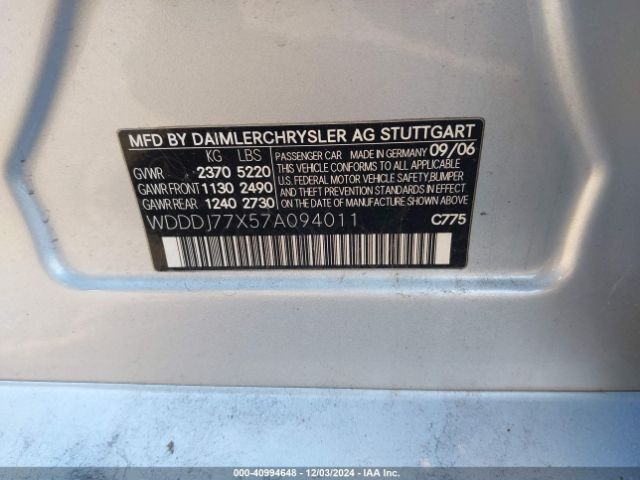 MFD BY DAIMLERCHRYSLER AG STUTTGART
KG LBS
GVWR 2370 5220
GAWR FRONT 1130 2490
GAWR REAR 1240 2730
PASSENGER CAR MADE IN GERMANY 09/06
THIS VEHICLE CONFORMS TO ALL APPLICABLE
U.S. FEDERAL MOTOR VEHICLE SAFETY, BUMPER
AND THEFT PREVENTION STANDARDS IN EFFECT
ON THE DATE OF MANUFACTURE SHOWN ABOVE.
WDDDJ77X57A094011
C775
000-40994648 - 12/03/2024 - IAA Inc.